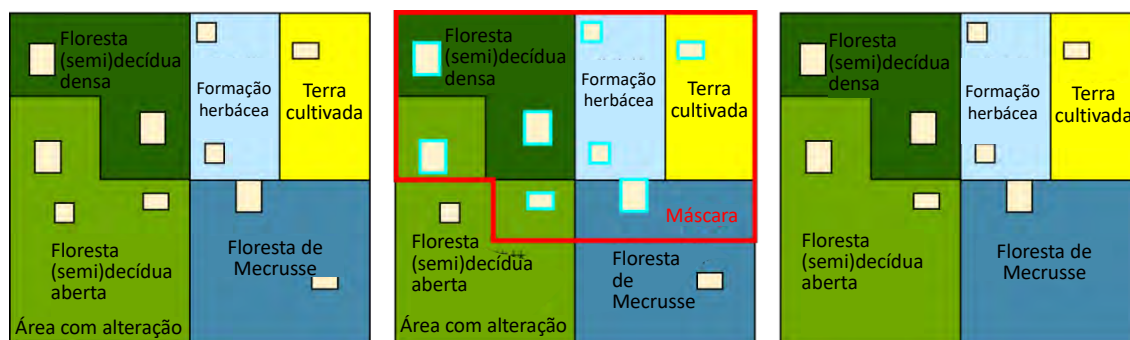 Floresta
(semi)decídua
densa
Formação
herbácea
Terra
cultivada
Floresta
(semi)decídua
aberta
Floresta de
Mecrusse
Área com alteração
Floresta
(semi)decídua
densa
Formação
herbácea
Terra
cultivada
Máscara
Floresta
(semi)decídua
aberta
Floresta
de
Mecrusse
Área com alteração
Floresta
(semi)decídua
densa
Formação
herbácea
Terra
cultivada
Floresta
(semi)decídua
aberta
Floresta de
Mecrusse